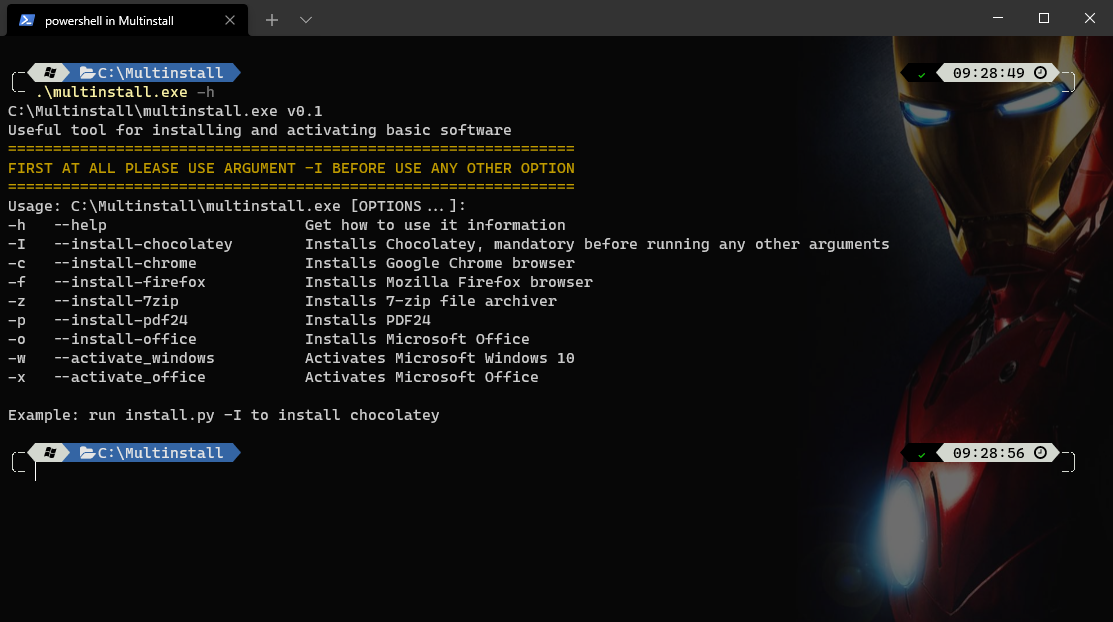 powershell in Multinstall
C:\Multinstall 09:28:49
.\multinstall.exe -h
C:\Multinstall\multinstall.exe v0.1
Useful tool for installing and activating basic software
===============================================================
FIRST AT ALL PLEASE USE ARGUMENT -I BEFORE USE ANY OTHER OPTION
===============================================================
Usage: C:\Multinstall\multinstall.exe [OPTIONS...]:
-h --help Get how to use it information
-I --install-chocolatey Installs Chocolatey, mandatory before running any other arguments
-c --install-chrome Installs Google Chrome browser
-f --install-firefox Installs Mozilla Firefox browser
-z --install-7zip Installs 7-zip file archiver
-p --install-pdf24 Installs PDF24
-o --install-office Installs Microsoft Office
-w --activate_windows Activates Microsoft Windows 10
-x --activate_office Activates Microsoft Office
Example: run install.py -I to install chocolatey
C:\Multinstall 09:28:56